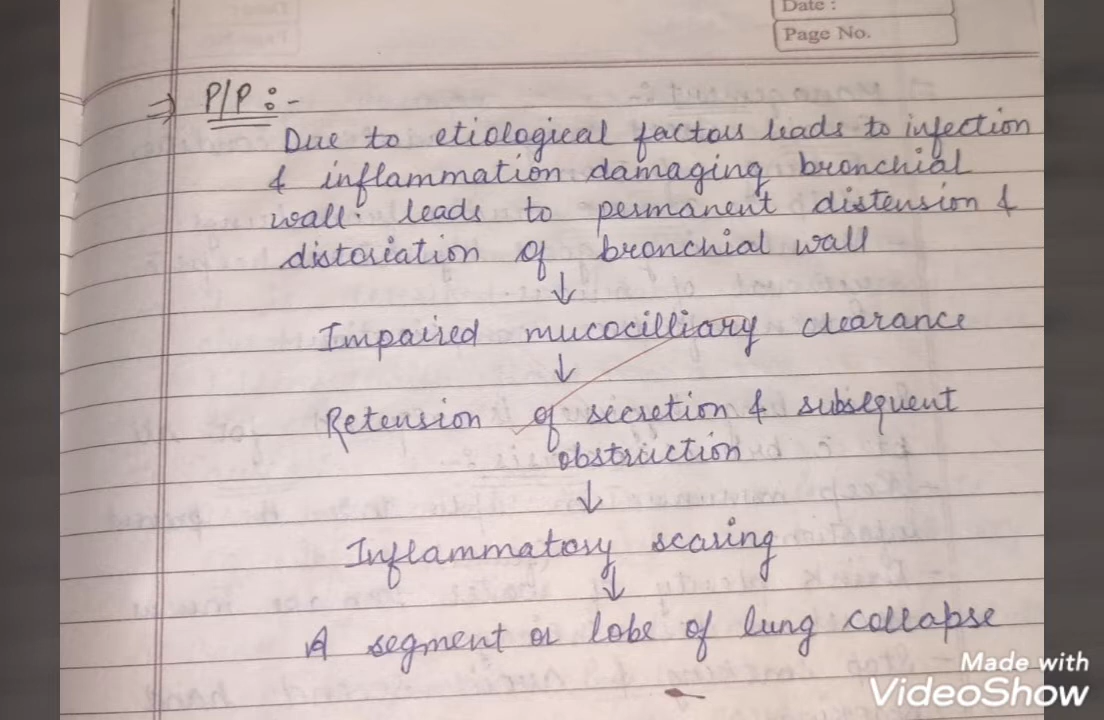 Date :
Page No.
⇒ P/P :-
Due to etiological factors leads to infection
& inflammation damaging bronchial
wall. leads to permanent distension &
distoriation of bronchial wall
↓
Impaired mucocilliary clearance
↓
Retension of secretion & subsequent
obstruction
↓
Inflammatory scaring
↓
A segment or lobe of lung collapse
Made with
VideoShow